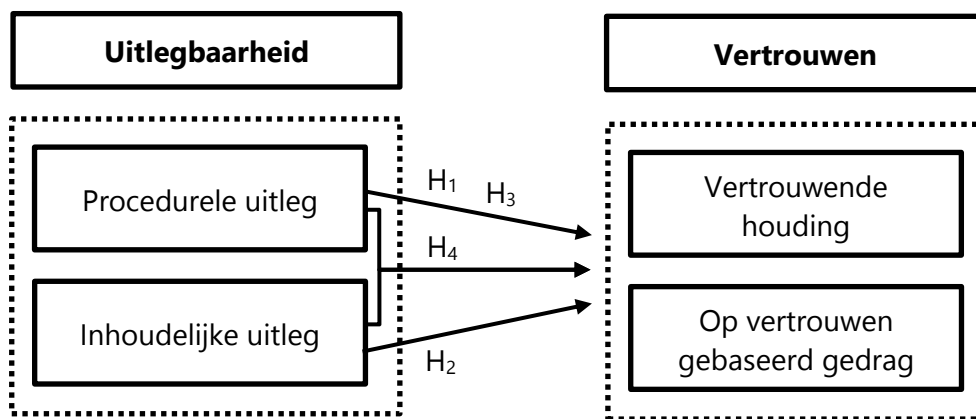 Uitlegbaarheid
Vertrouwen
Procedurele uitleg
Inhoudelijke uitleg
H₁
H₃
H₄
H₂
Vertrouwende
houding
Op vertrouwen
gebaseerd gedrag